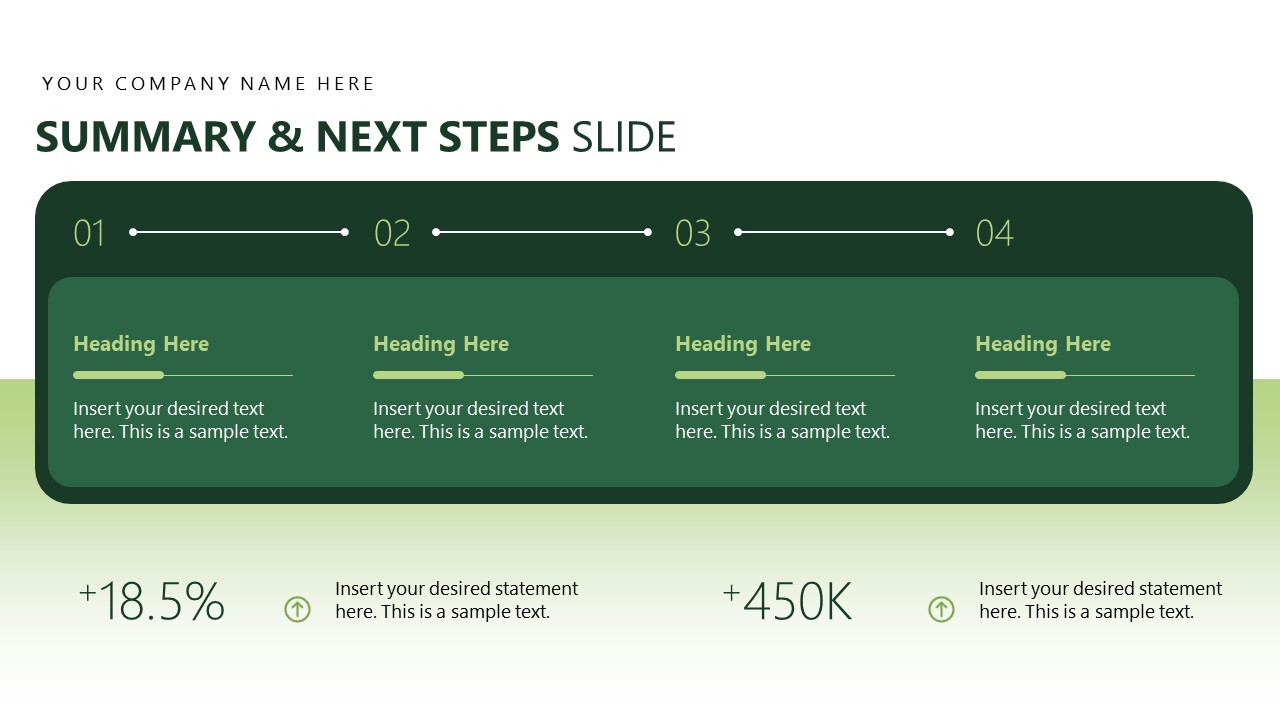 YOUR COMPANY NAME HERE
SUMMARY & NEXT STEPS SLIDE
01 02 03 04
Heading Here
Insert your desired text
here. This is a sample text.
Heading Here
Insert your desired text
here. This is a sample text.
Heading Here
Insert your desired text
here. This is a sample text.
Heading Here
Insert your desired text
here. This is a sample text.
+18.5%
Insert your desired statement
here. This is a sample text.
+450K
Insert your desired statement
here. This is a sample text.